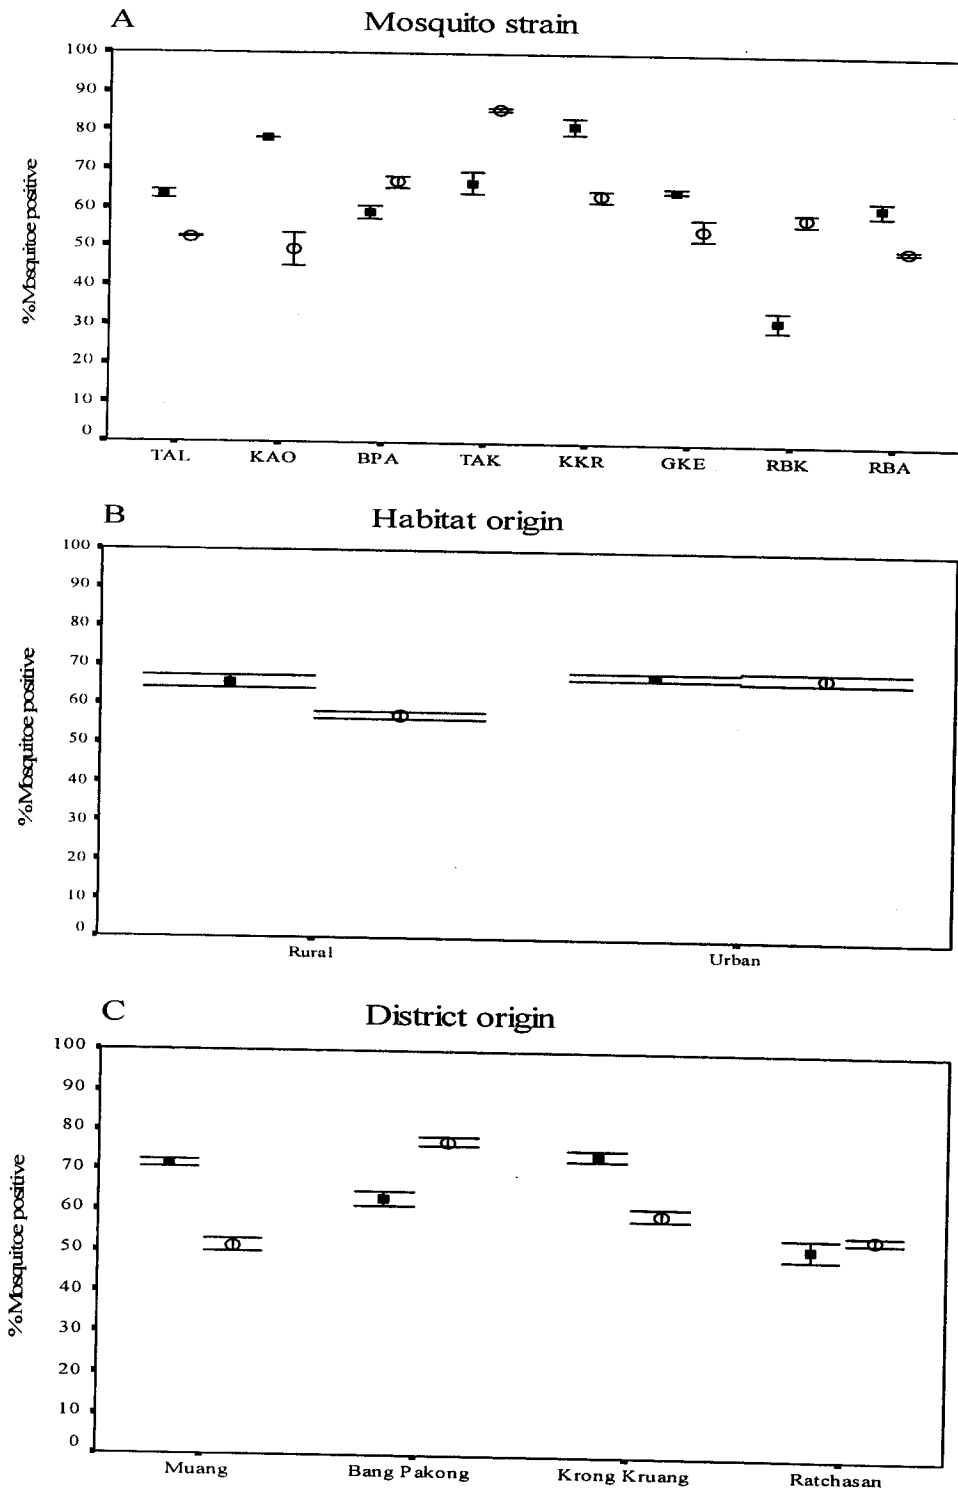 A
Mosquito strain
%Mosquitoe positive
100
90
80
70
60
50
40
30
20
10
0
TAL KAO BPA TAK KKR GKE RBK RBA
B
Habitat origin
%Mosquitoe positive
100
90
80
70
60
50
40
30
20
10
0
Rural Urban
C
District origin
%Mosquitoe positive
100
90
80
70
60
50
40
30
20
10
0
Muang Bang Pakong Krong Kruang Ratchasan